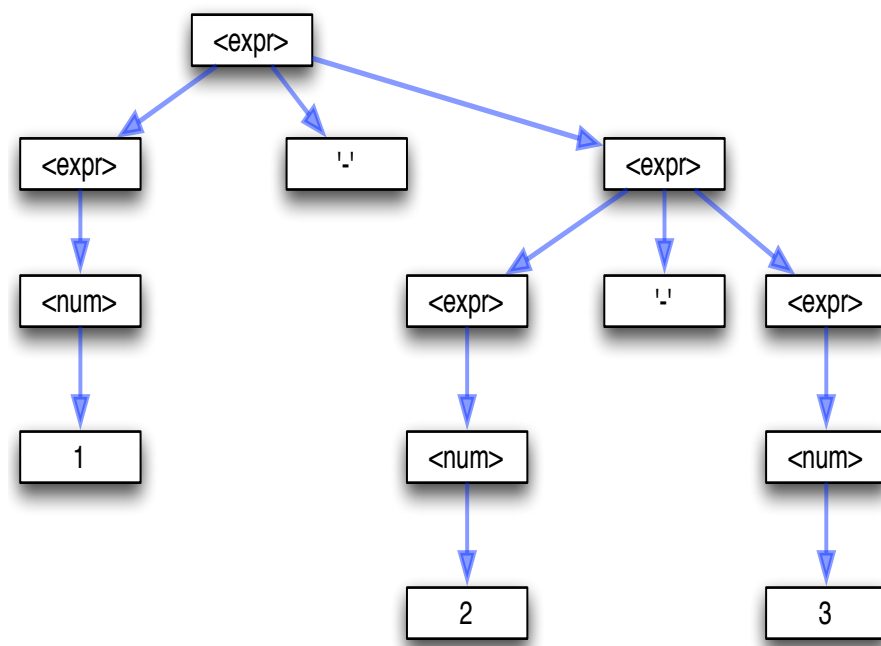 <expr>
<expr> '-' <expr>
<num> <expr> '-' <expr>
1 <num> <num>
2 3